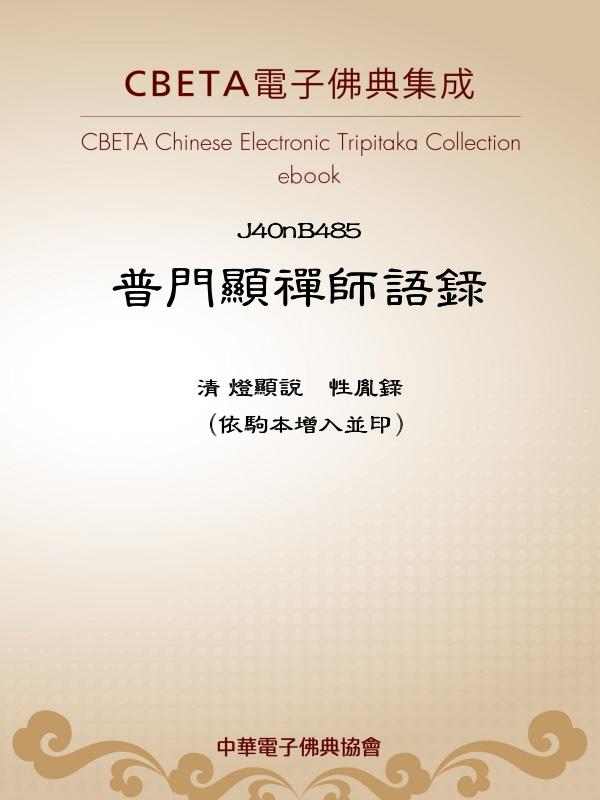 CBETA電子佛典集成
CBETA Chinese Electronic Tripitaka Collection
ebook
J40nB485
普門顯禪師語錄
清 燈顯說　性胤錄
（依駒本增入並印）
中華電子佛典協會